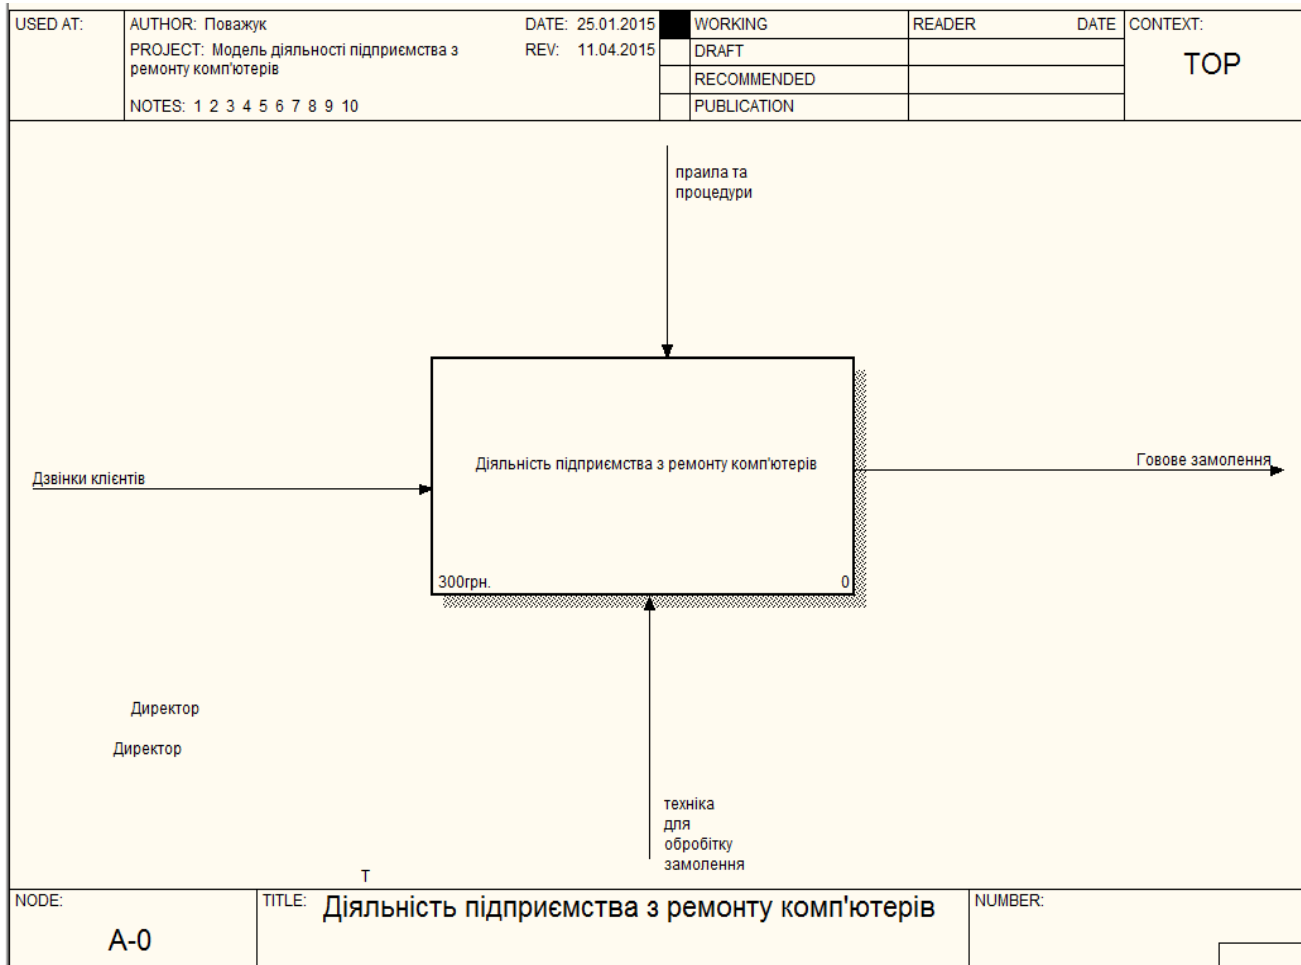 USED AT:
AUTHOR: Поважук
DATE: 25.01.2015
WORKING
READER
DATE
CONTEXT:
PROJECT: Модель діяльності підприємства з
ремонту комп'ютерів
REV: 11.04.2015
DRAFT
TOP
RECOMMENDED
NOTES: 1 2 3 4 5 6 7 8 9 10
PUBLICATION
праила та
процедури
Дзвінки клієнтів
Діяльність підприємства з ремонту комп'ютерів
Говове замолення
300грн.
0
Директор
Директор
техніка
для
обробітку
замолення
Т
NODE:
A-0
TITLE:
Діяльність підприємства з ремонту комп'ютерів
NUMBER: